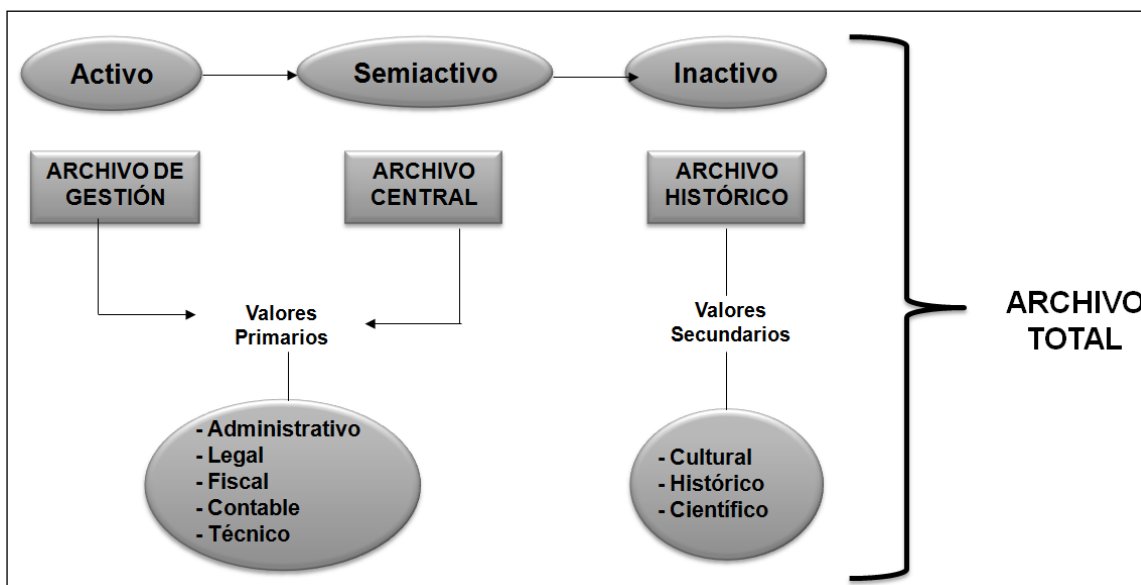 Activo
Semiactivo
Inactivo
ARCHIVO DE
GESTIÓN
ARCHIVO
CENTRAL
ARCHIVO
HISTÓRICO
Valores
Primarios
Valores
Secundarios
- Administrativo
- Legal
- Fiscal
- Contable
- Técnico
- Cultural
- Histórico
- Científico
ARCHIVO
TOTAL